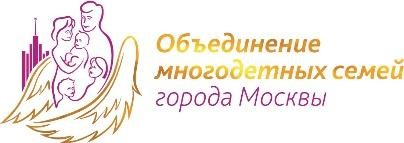 Объединение
многодетных семей
города Москвы